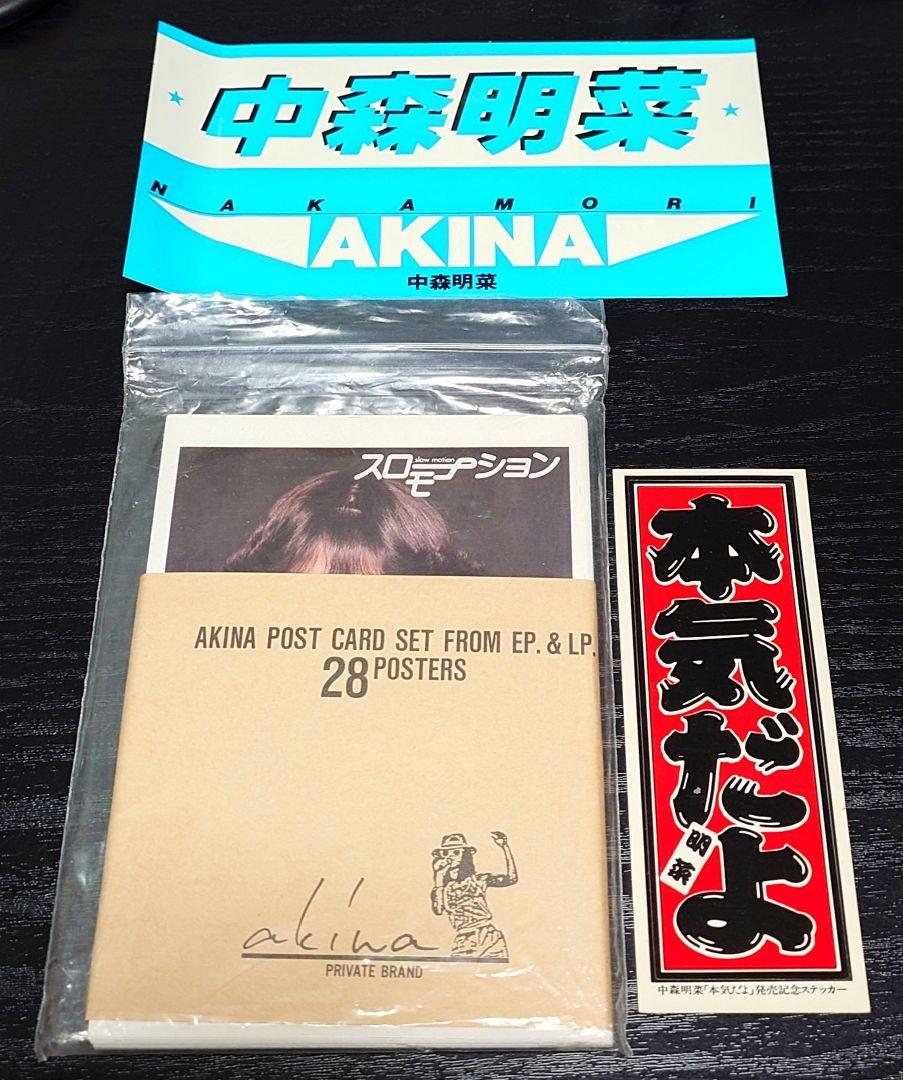 中森明菜
NAKAMORI
AKINA
中森明菜
slow motion
スローモーション
AKINA POST CARD SET FROM EP. & LP.
28 POSTERS
akina
PRIVATE BRAND
本気だよ
明菜
中森明菜「本気だよ」発売記念ステッカー